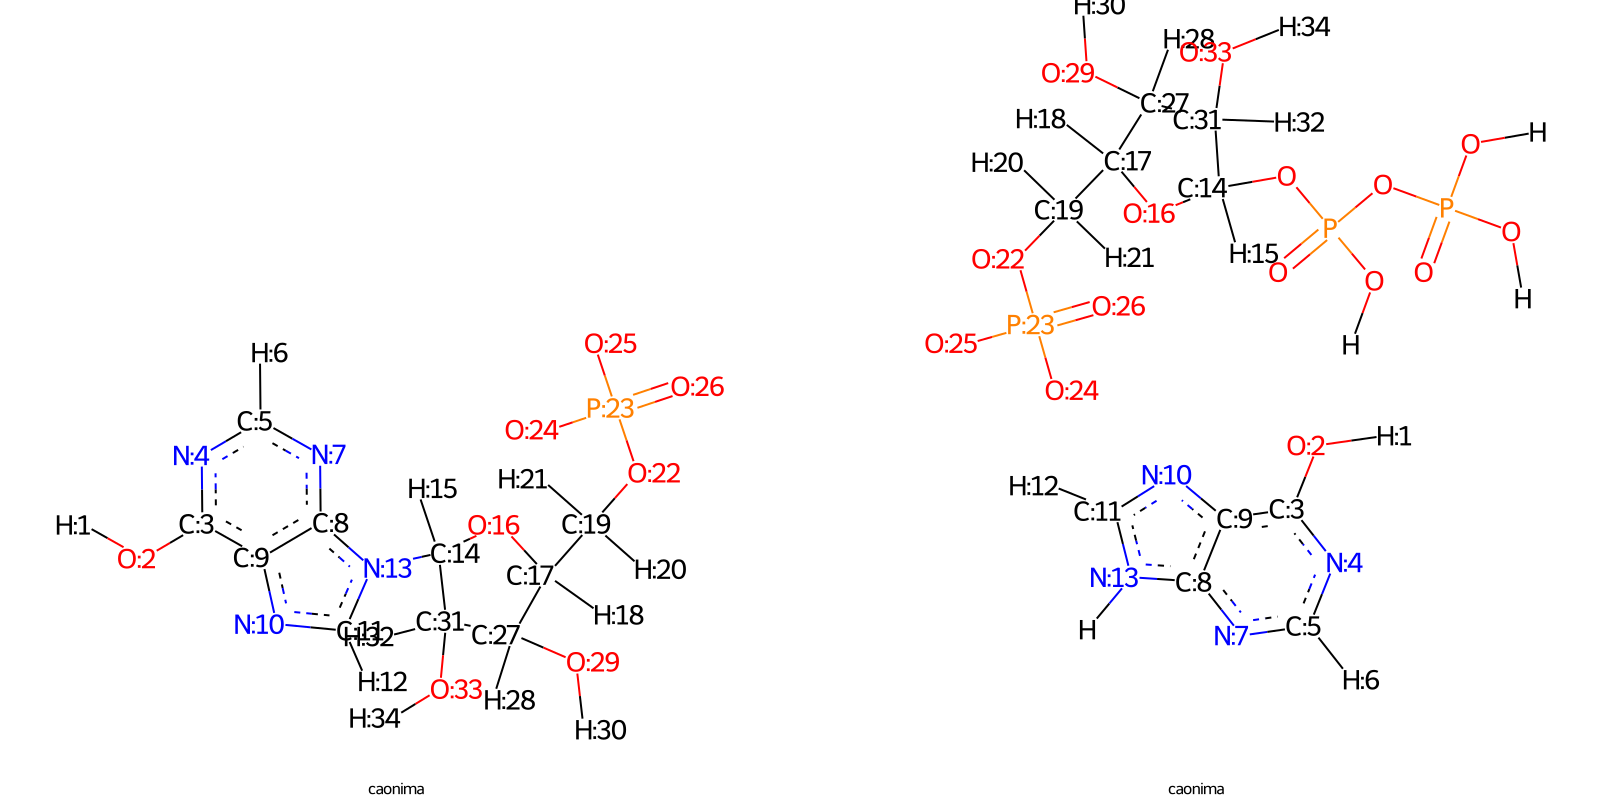 H:30
H:28
O:33
H:34
O:29
C:27
H:18
C:31
H:32
H
O
H:20
C:17
C:14
O
O
C:19
O:16
P
P
O
O:22
H:21
H:15
O
O
O
H
O:26
P:23
O:25
H
O:24
H:6
O:25
O:26
P:23
C:5
O:24
N:4
N:7
H:21
O:22
H:15
C:3
C:8
O:16
C:19
H:1
O:2
C:9
N:13
C:14
C:17
H:20
N:10
C:11
H:32
C:31
C:27
H:18
O:29
H:12
O:33
H:28
H:34
H:30
O:2
H:1
H:12
N:10
C:11
C:9
C:3
N:4
N:13
C:8
H
N:7
C:5
H:6
caonima
caonima